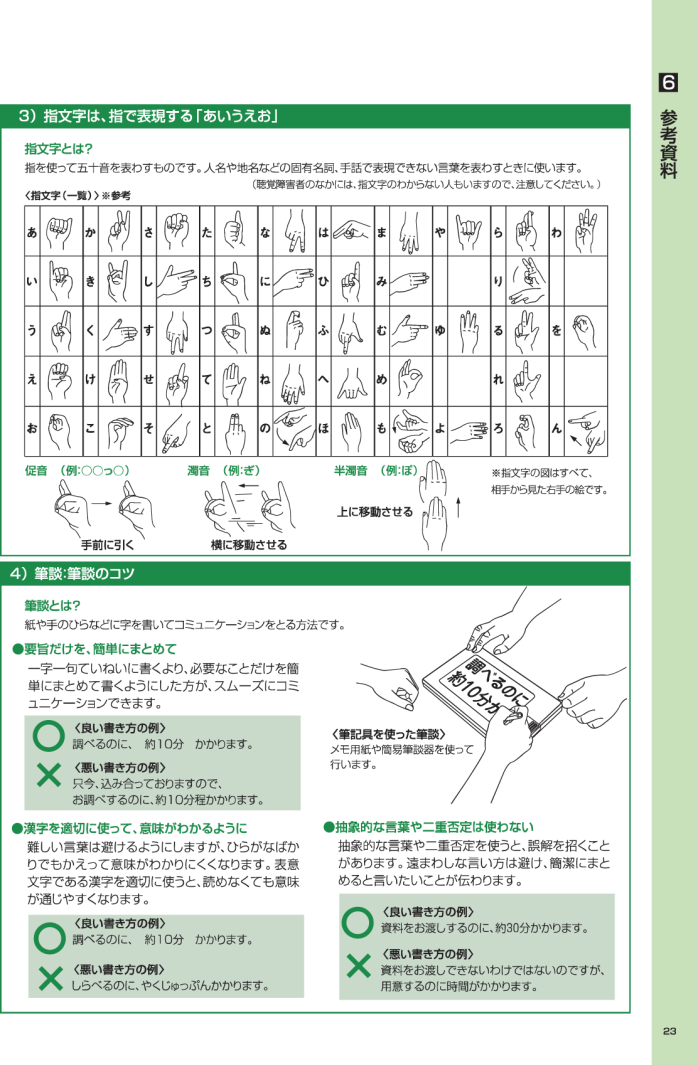 6
参考資料
3）指文字は、指で表現する「あいうえお」
指文字とは？
指を使って五十音を表わすものです。人名や地名などの固有名詞、手話で表現できない言葉を表わすときに使います。
（聴覚障害者のなかには、指文字のわからない人もいますので、注意してください。）
〈指文字（一覧）〉※参考
あ か さ た な は ま や ら わ
い き し ち に ひ み り
う く す つ ぬ ふ む ゆ る を
え け せ て ね へ め れ
お こ そ と の ほ も よ ろ ん
促音　（例：○○っ○）
手前に引く
濁音　（例：ぎ）
横に移動させる
半濁音　（例：ぽ）
上に移動させる
※指文字の図はすべて、
相手から見た右手の絵です。
4）筆談：筆談のコツ
筆談とは？
紙や手のひらなどに字を書いてコミュニケーションをとる方法です。
●要旨だけを、簡単にまとめて
一字一句ていねいに書くより、必要なことだけを簡
単にまとめて書くようにした方が、スムーズにコミ
ュニケーションできます。
〈良い書き方の例〉
調べるのに、　約１０分　かかります。
〈悪い書き方の例〉
只今、込み合っておりますので、
お調べするのに、約１０分程かかります。
調べるのに
約10分か
〈筆記具を使った筆談〉
メモ用紙や簡易筆談器を使って
行います。
●漢字を適切に使って、意味がわかるように
難しい言葉は避けるようにしますが、ひらがなばか
りでもかえって意味がわかりにくくなります。表意
文字である漢字を適切に使うと、読めなくても意味
が通じやすくなります。
〈良い書き方の例〉
調べるのに、　約１０分　かかります。
〈悪い書き方の例〉
しらべるのに、やくじゅっぷんかかります。
●抽象的な言葉や二重否定は使わない
抽象的な言葉や二重否定を使うと、誤解を招くこと
があります。遠まわしな言い方は避け、簡潔にまと
めると言いたいことが伝わります。
〈良い書き方の例〉
資料をお渡しするのに、約30分かかります。
〈悪い書き方の例〉
資料をお渡しできないわけではないのですが、
用意するのに時間がかかります。
23